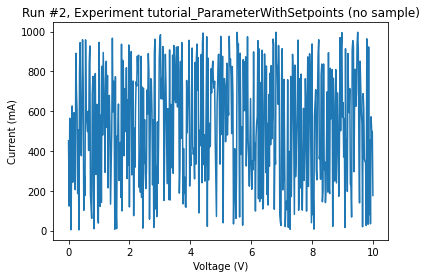 Run #2, Experiment tutorial_ParameterWithSetpoints (no sample)
1000
800
600
400
200
0
Current (mA)
0 2 4 6 8 10
Voltage (V)